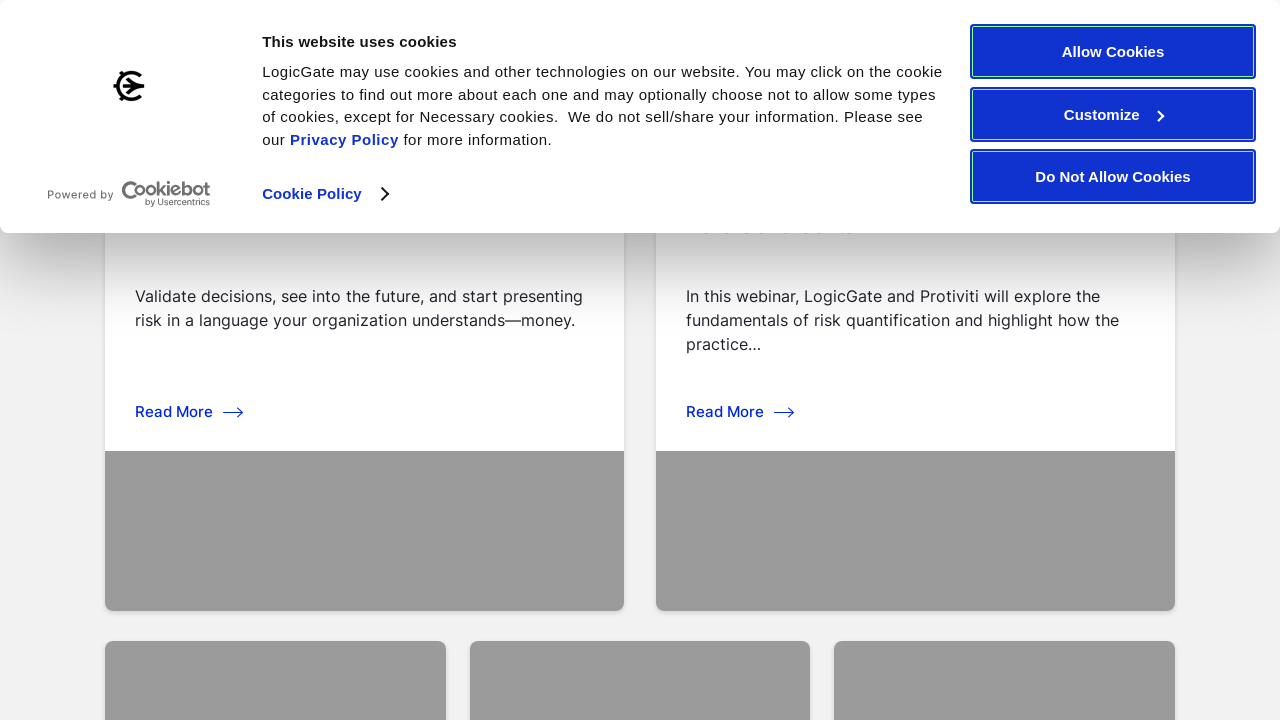 This website uses cookies
LogicGate may use cookies and other technologies on our website. You may click on the cookie
categories to find out more about each one and may optionally choose not to allow some types
of cookies, except for Necessary cookies.  We do not sell/share your information. Please see
our Privacy Policy for more information.
Cookie Policy
Powered by Cookiebot
by Usercentrics
Allow Cookies
Customize
Do Not Allow Cookies
Validate decisions, see into the future, and start presenting
risk in a language your organization understands—money.
Read More
In this webinar, LogicGate and Protiviti will explore the
fundamentals of risk quantification and highlight how the
practice...
Read More